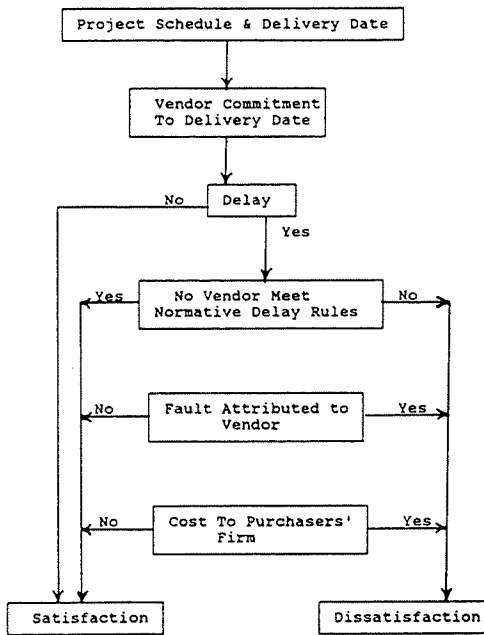 Project Schedule & Delivery Date
Vendor Commitment
To Delivery Date
No
Delay
Yes
Yes
No Vendor Meet
Normative Delay Rules
No
No
Fault Attributed to
Vendor
Yes
No
Cost To Purchasers'
Firm
Yes
Satisfaction
Dissatisfaction